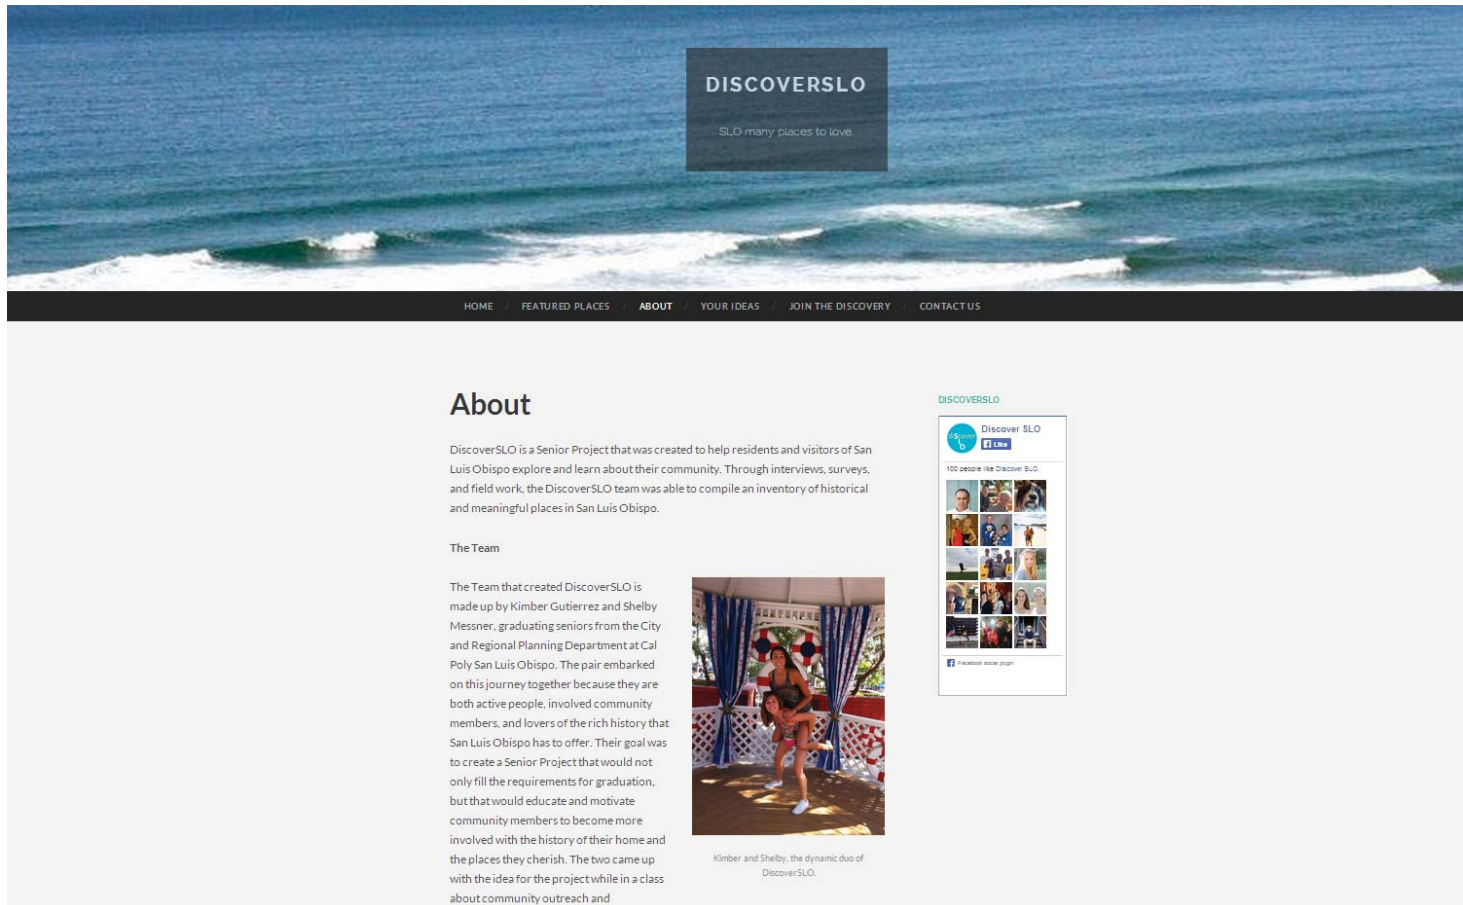 DISCOVERSLO
SLO many places to love.
HOME / FEATURED PLACES / ABOUT / YOUR IDEAS / JOIN THE DISCOVERY / CONTACT US
About
DiscoverSLO is a Senior Project that was created to help residents and visitors of San
Luis Obispo explore and learn about their community. Through interviews, surveys,
and field work, the DiscoverSLO team was able to compile an inventory of historical
and meaningful places in San Luis Obispo.
The Team
The Team that created DiscoverSLO is
made up by Kimber Gutierrez and Shelby
Messner, graduating seniors from the City
and Regional Planning Department at Cal
Poly San Luis Obispo. The pair embarked
on this journey together because they are
both active people, involved community
members, and lovers of the rich history that
San Luis Obispo has to offer. Their goal was
to create a Senior Project that would not
only fill the requirements for graduation,
but that would educate and motivate
community members to become more
involved with the history of their home and
the places they cherish. The two came up
with the idea for the project while in a class
about community outreach and
Kimber and Shelby, the dynamic duo of
DiscoverSLO.
DISCOVERSLO
discover
Discover SLO
Like
100 people like Discover SLO.
Facebook social plugin